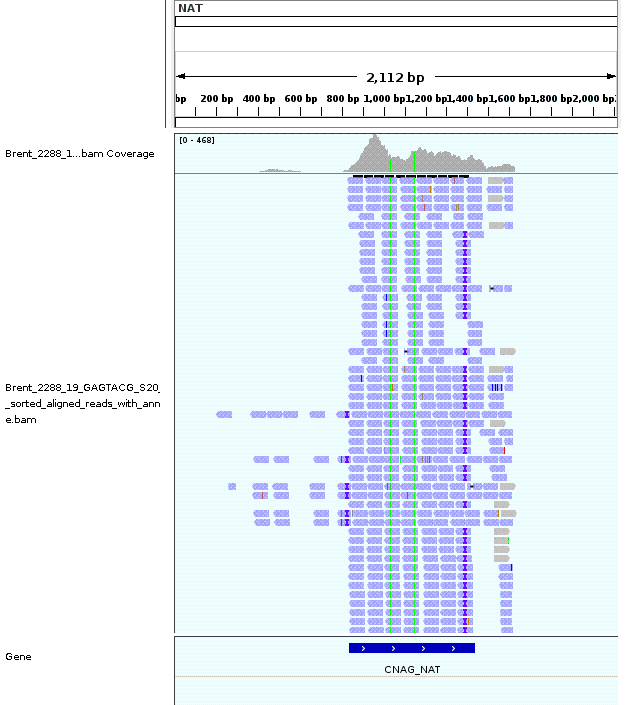 NAT
2,112 bp
bp 200 bp 400 bp 600 bp 800 bp 1,000 bp 1,200 bp 1,400 bp 1,600 bp 1,800 bp 2,000 bp
[0 - 468]
Brent_2288_1...bam Coverage
Brent_2288_19_GAGTACG_S20_
_sorted_aligned_reads_with_ann
e.bam
Gene
CNAG_NAT